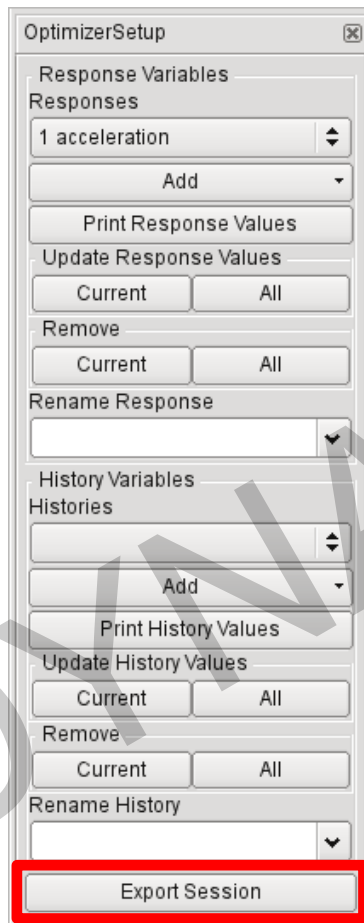 OptimizerSetup
Response Variables
Responses
1 acceleration
Add
Print Response Values
Update Response Values
Current All
Remove
Current All
Rename Response
History Variables
Histories
Add
Print History Values
Update History Values
Current All
Remove
Current All
Rename History
Export Session